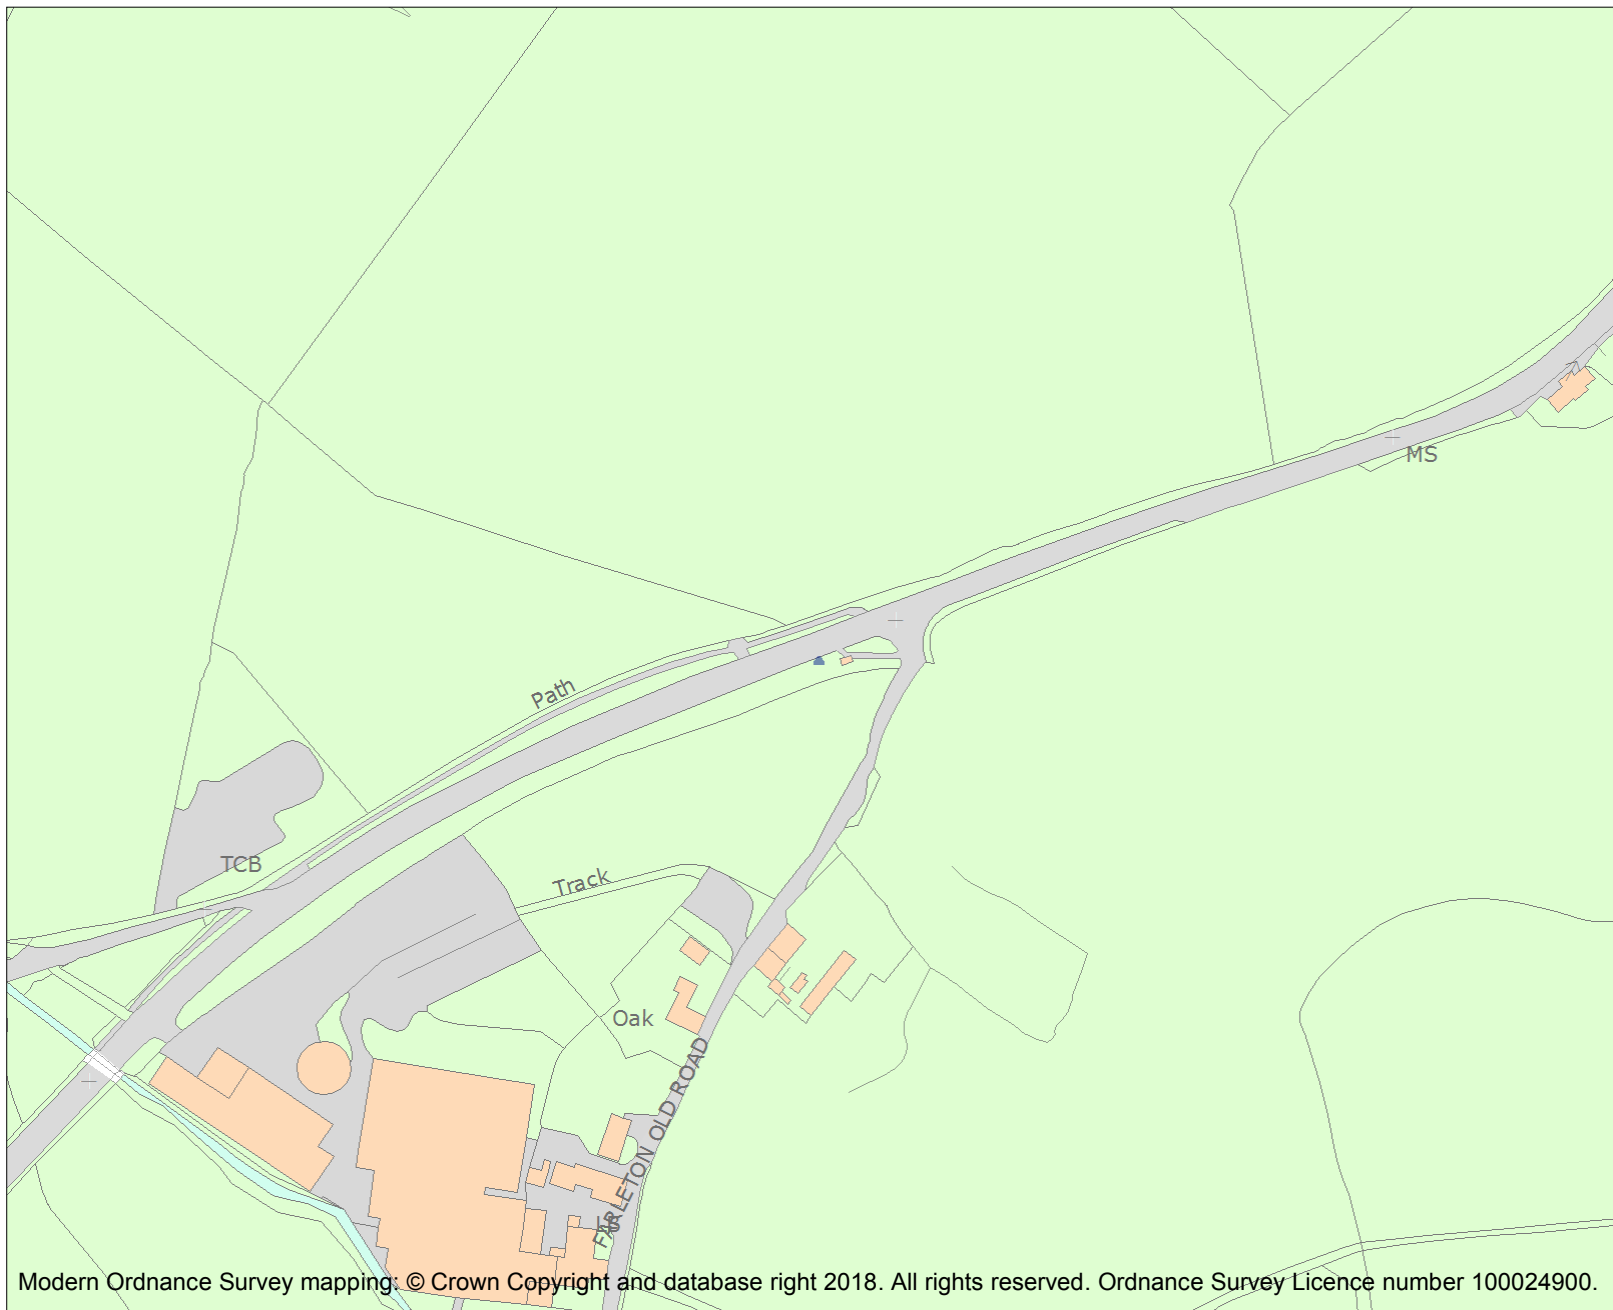 MS
Path
TCB
Track
Oak
FARLETON OLD ROAD
LB
Modern Ordnance Survey mapping: © Crown Copyright and database right 2018. All rights reserved. Ordnance Survey Licence number 100024900.